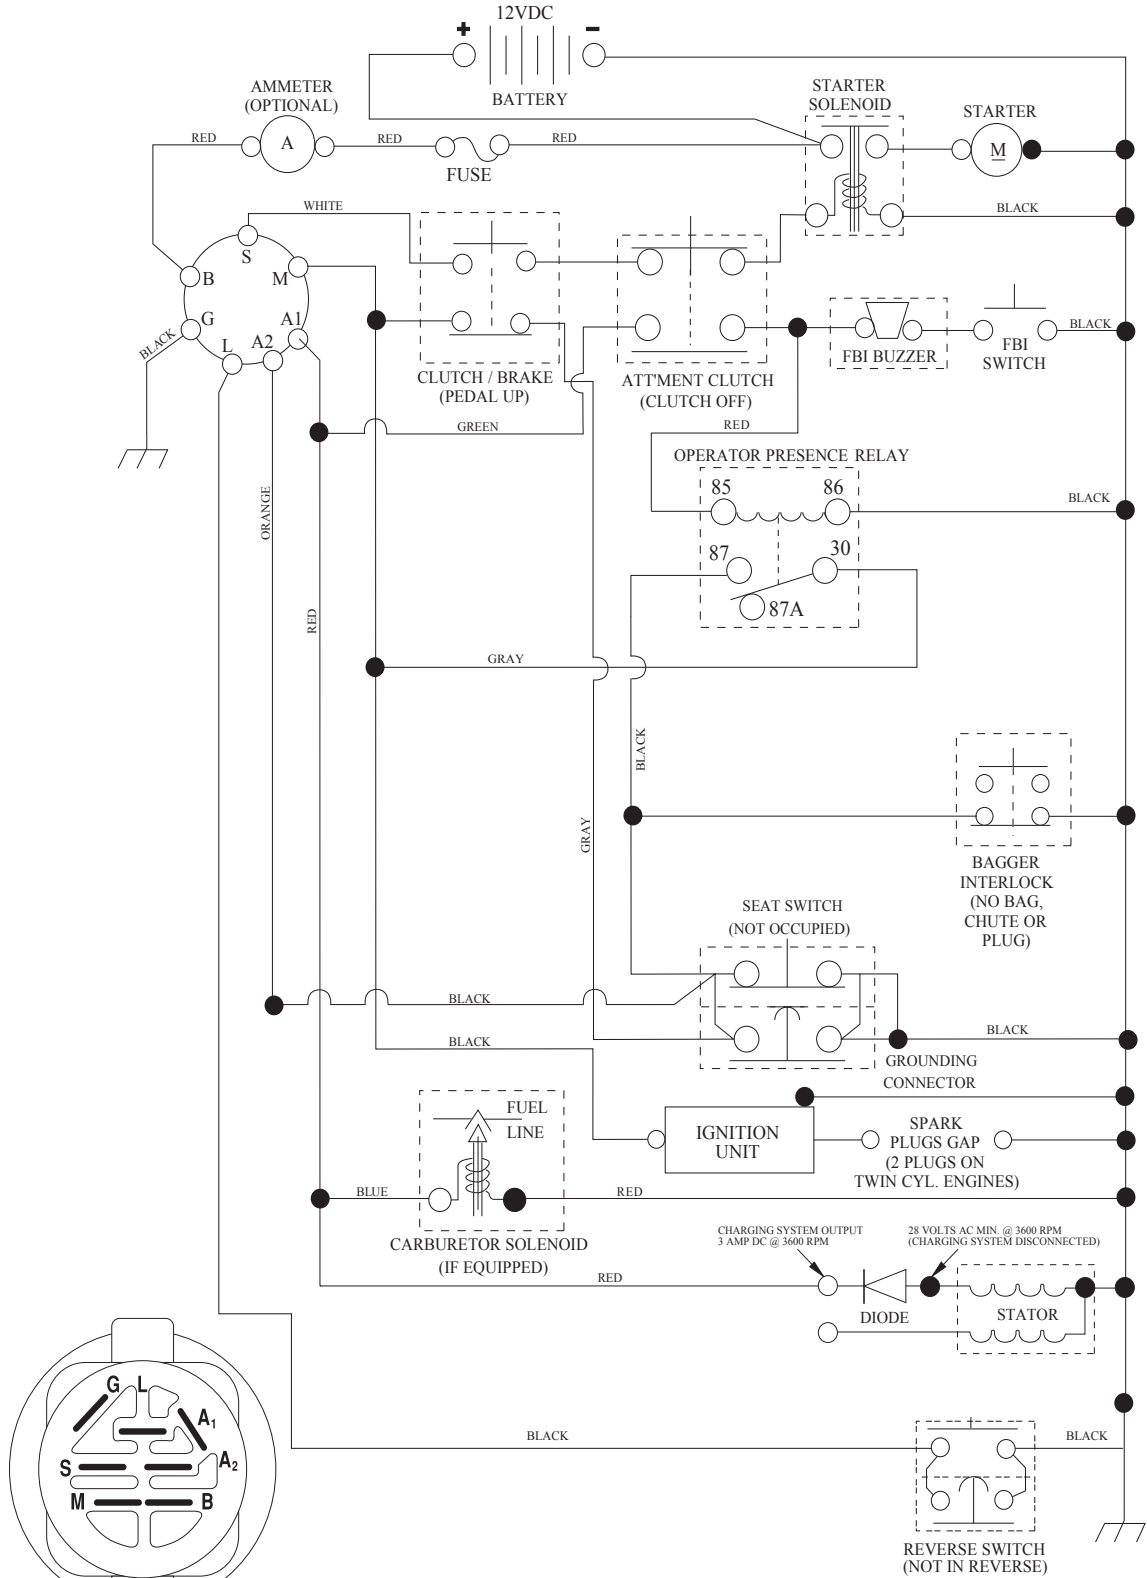 12VDC
+
−
BATTERY
AMMETER
(OPTIONAL)
STARTER
SOLENOID
STARTER
RED
A
RED
FUSE
RED
M
WHITE
BLACK
S
B
M
G
A1
L
A2
BLACK
CLUTCH / BRAKE
(PEDAL UP)
ATT'MENT CLUTCH
(CLUTCH OFF)
FBI BUZZER
FBI
SWITCH
BLACK
GREEN
RED
OPERATOR PRESENCE RELAY
85
86
BLACK
87
30
87A
ORANGE
RED
GRAY
BLACK
GRAY
BAGGER
INTERLOCK
(NO BAG,
CHUTE OR
PLUG)
SEAT SWITCH
(NOT OCCUPIED)
BLACK
BLACK
BLACK
GROUNDING
CONNECTOR
FUEL
LINE
IGNITION
UNIT
SPARK
PLUGS GAP
(2 PLUGS ON
TWIN CYL. ENGINES)
BLUE
RED
CARBURETOR SOLENOID
(IF EQUIPPED)
CHARGING SYSTEM OUTPUT
3 AMP DC @ 3600 RPM
28 VOLTS AC MIN. @ 3600 RPM
(CHARGING SYSTEM DISCONNECTED)
RED
DIODE
STATOR
G
L
A1
A2
S
M
B
BLACK
BLACK
REVERSE SWITCH
(NOT IN REVERSE)